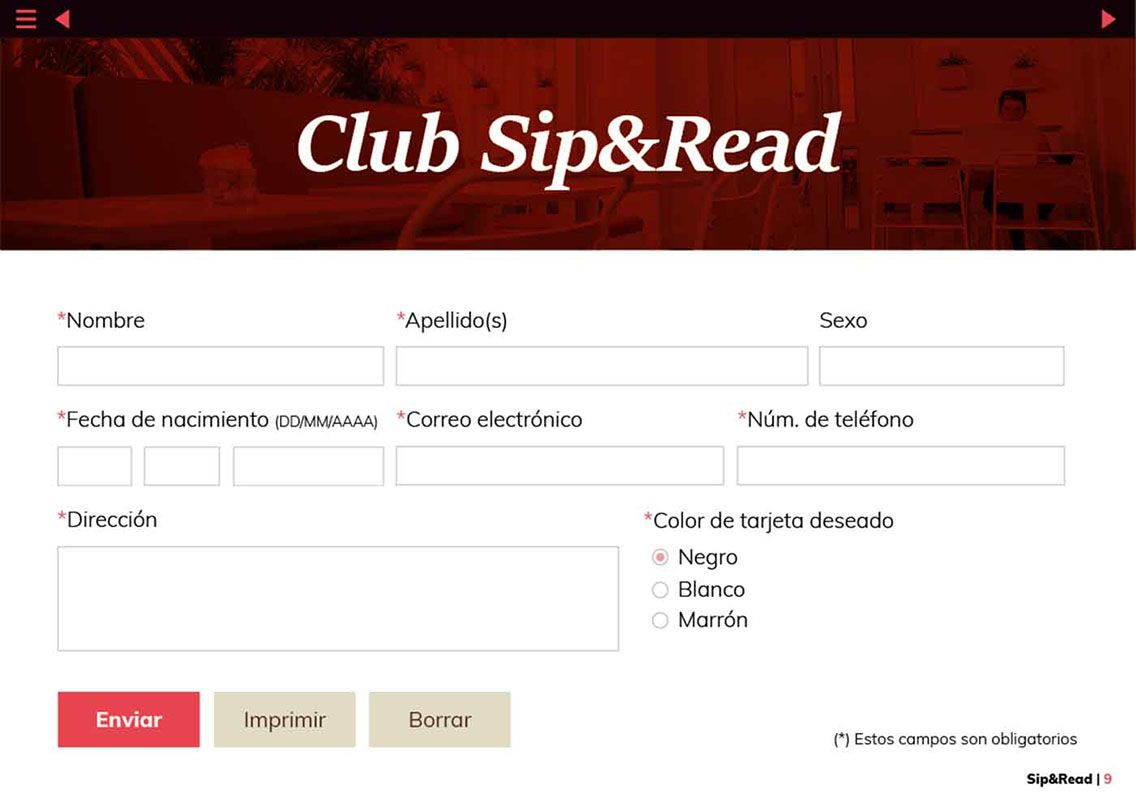 Club Sip&Read
*Nombre
*Apellido(s)
Sexo
*Fecha de nacimiento (DD/MM/AAAA)
*Correo electrónico
*Núm. de teléfono
*Dirección
*Color de tarjeta deseado
Negro
Blanco
Marrón
Enviar
Imprimir
Borrar
(*) Estos campos son obligatorios
Sip&Read | 9